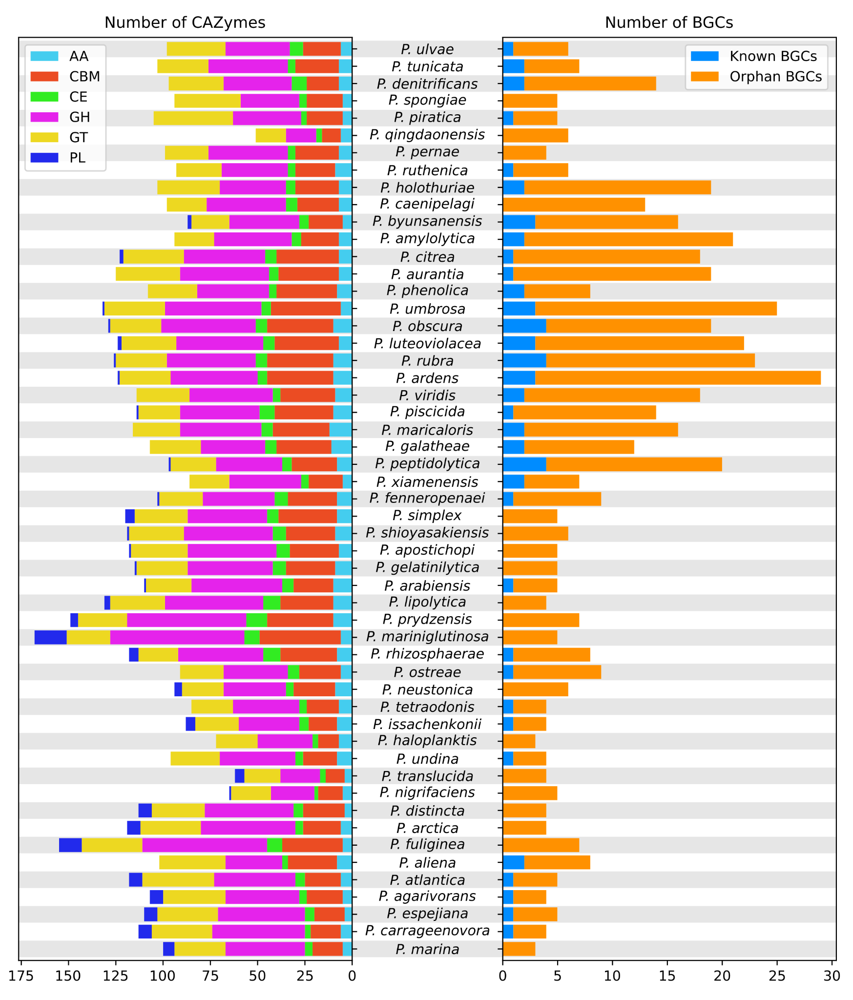 Number of CAZymes
Number of BGCs
AA
CBM
CE
GH
GT
PL
Known BGCs
Orphan BGCs
P. ulvae
P. tunicata
P. denitrificans
P. spongiae
P. piratica
P. qingdaonensis
P. pernae
P. ruthenica
P. holothuriae
P. caenipelagi
P. byunsanensis
P. amylolytica
P. citrea
P. aurantia
P. phenolica
P. umbrosa
P. obscura
P. luteoviolacea
P. rubra
P. ardens
P. viridis
P. piscicida
P. maricaloris
P. galatheae
P. peptidolytica
P. xiamenensis
P. fenneropenaei
P. simplex
P. shioyasakiensis
P. apostichopi
P. gelatinilytica
P. arabiensis
P. lipolytica
P. prydzensis
P. mariniglutinosa
P. rhizosphaerae
P. ostreae
P. neustonica
P. tetraodonis
P. issachenkonii
P. haloplanktis
P. undina
P. translucida
P. nigrifaciens
P. distincta
P. arctica
P. fuliginea
P. aliena
P. atlantica
P. agarivorans
P. espejiana
P. carrageenovora
P. marina
175 150 125 100 75 50 25 0
0 5 10 15 20 25 30